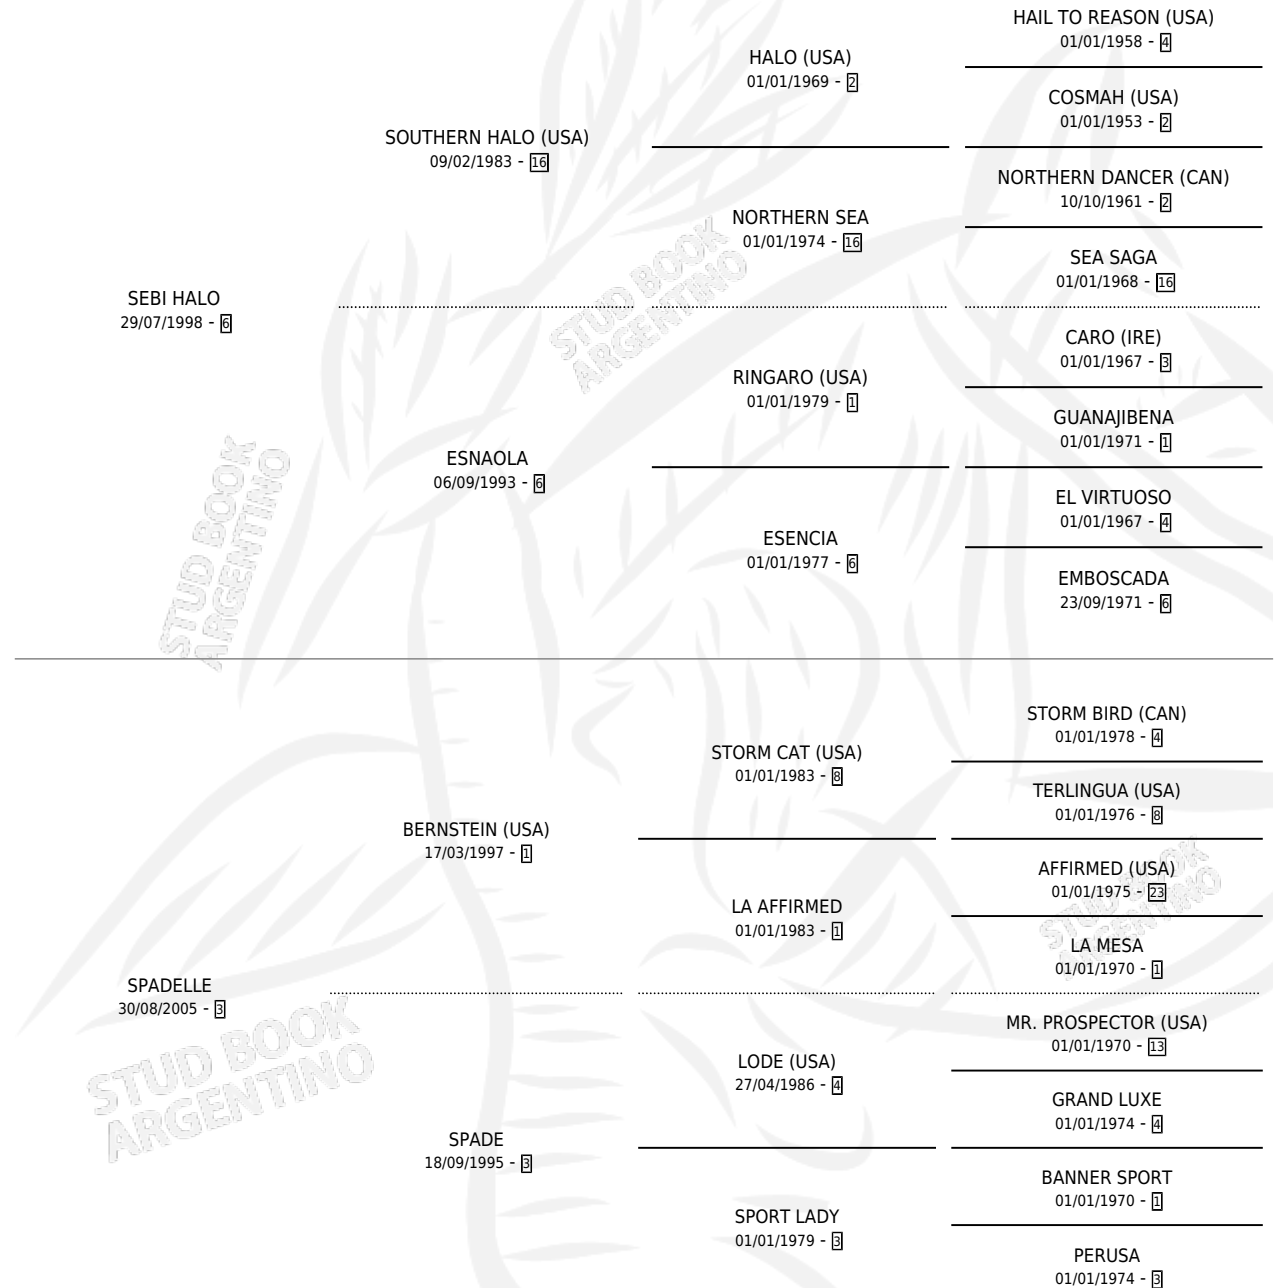 HAIL TO REASON (USA)
01/01/1958 - 4
HALO (USA)
01/01/1969 - 2
COSMAH (USA)
01/01/1953 - 2
SOUTHERN HALO (USA)
09/02/1983 - 16
NORTHERN DANCER (CAN)
10/10/1961 - 2
NORTHERN SEA
01/01/1974 - 16
SEA SAGA
01/01/1968 - 16
SEBI HALO
29/07/1998 - 6
CARO (IRE)
01/01/1967 - 3
RINGARO (USA)
01/01/1979 - 1
GUANAJIBENA
01/01/1971 - 1
ESNAOLA
06/09/1993 - 6
EL VIRTUOSO
01/01/1967 - 4
ESENCIA
01/01/1977 - 6
EMBOSCADA
23/09/1971 - 6
STORM BIRD (CAN)
01/01/1978 - 4
STORM CAT (USA)
01/01/1983 - 8
TERLINGUA (USA)
01/01/1976 - 8
BERNSTEIN (USA)
17/03/1997 - 1
AFFIRMED (USA)
01/01/1975 - 23
LA AFFIRMED
01/01/1983 - 1
LA MESA
01/01/1970 - 1
SPADELLE
30/08/2005 - 3
MR. PROSPECTOR (USA)
01/01/1970 - 13
LODE (USA)
27/04/1986 - 4
GRAND LUXE
01/01/1974 - 4
SPADE
18/09/1995 - 3
BANNER SPORT
01/01/1970 - 1
SPORT LADY
01/01/1979 - 3
PERUSA
01/01/1974 - 3
STUD BOOK
ARGENTINO
STUD BOOK
ARGENTINO
STUD BOOK
ARGENTINO
STUD BOOK
ARGENTINO